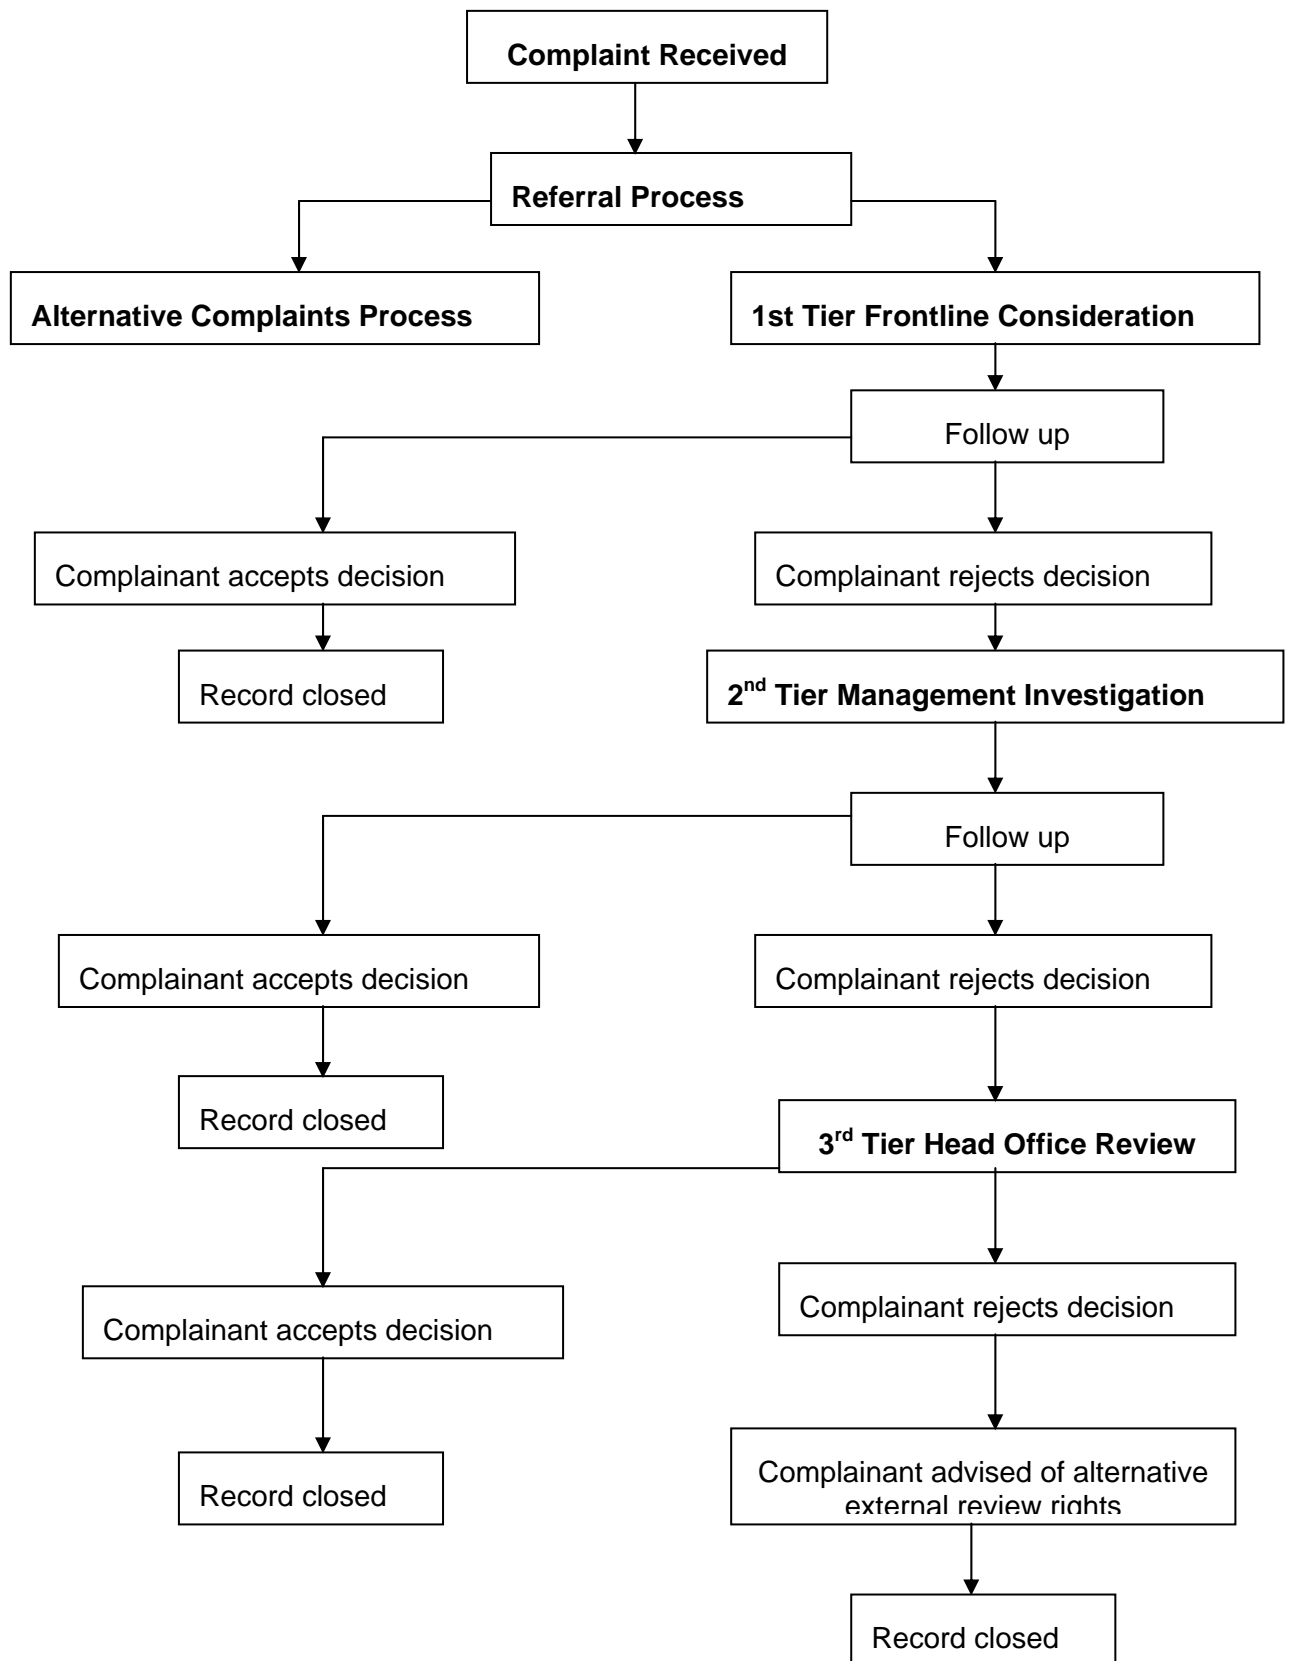 Complaint Received
Referral Process
Alternative Complaints Process
1st Tier Frontline Consideration
Follow up
Complainant accepts decision
Complainant rejects decision
Record closed
2nd Tier Management Investigation
Follow up
Complainant accepts decision
Complainant rejects decision
Record closed
3rd Tier Head Office Review
Complainant accepts decision
Complainant rejects decision
Record closed
Complainant advised of alternative
external review rights
Record closed